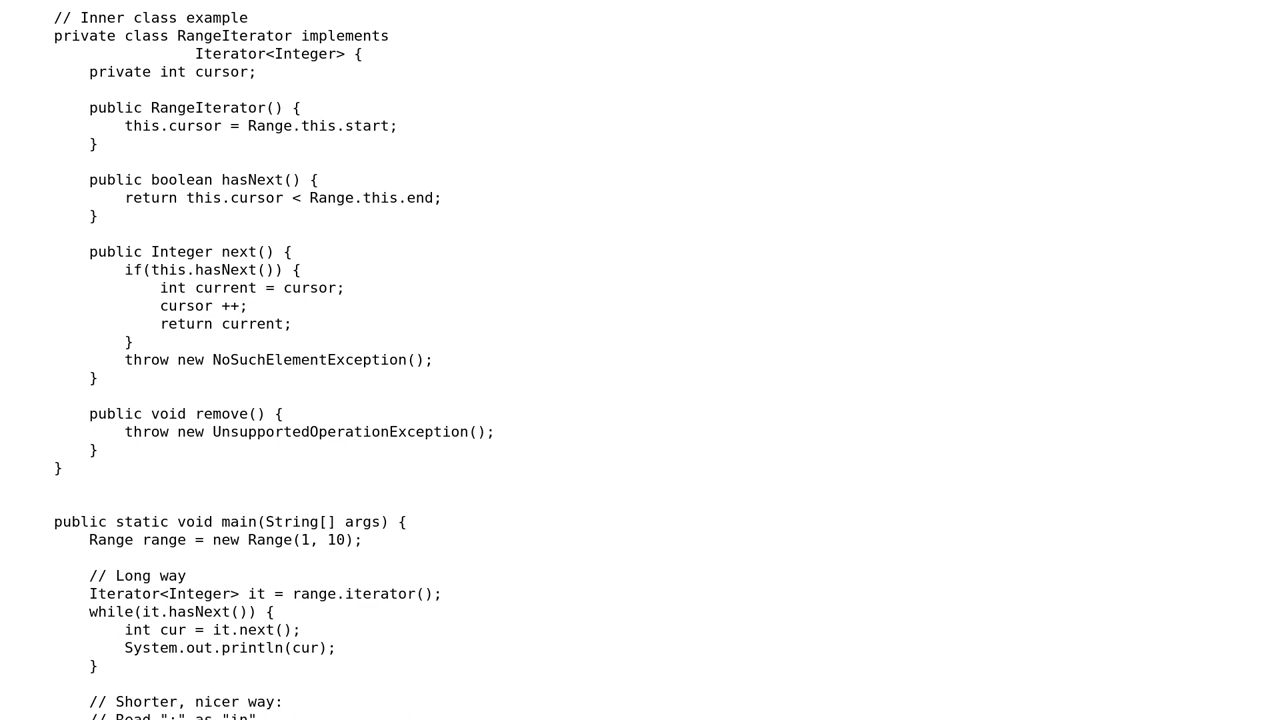 // Inner class example
private class RangeIterator implements
                Iterator<Integer> {
    private int cursor;

    public RangeIterator() {
        this.cursor = Range.this.start;
    }

    public boolean hasNext() {
        return this.cursor < Range.this.end;
    }

    public Integer next() {
        if(this.hasNext()) {
            int current = cursor;
            cursor ++;
            return current;
        }
        throw new NoSuchElementException();
    }

    public void remove() {
        throw new UnsupportedOperationException();
    }
}


public static void main(String[] args) {
    Range range = new Range(1, 10);

    // Long way
    Iterator<Integer> it = range.iterator();
    while(it.hasNext()) {
        int cur = it.next();
        System.out.println(cur);
    }

    // Shorter, nicer way:
    // Read ":" as "in"